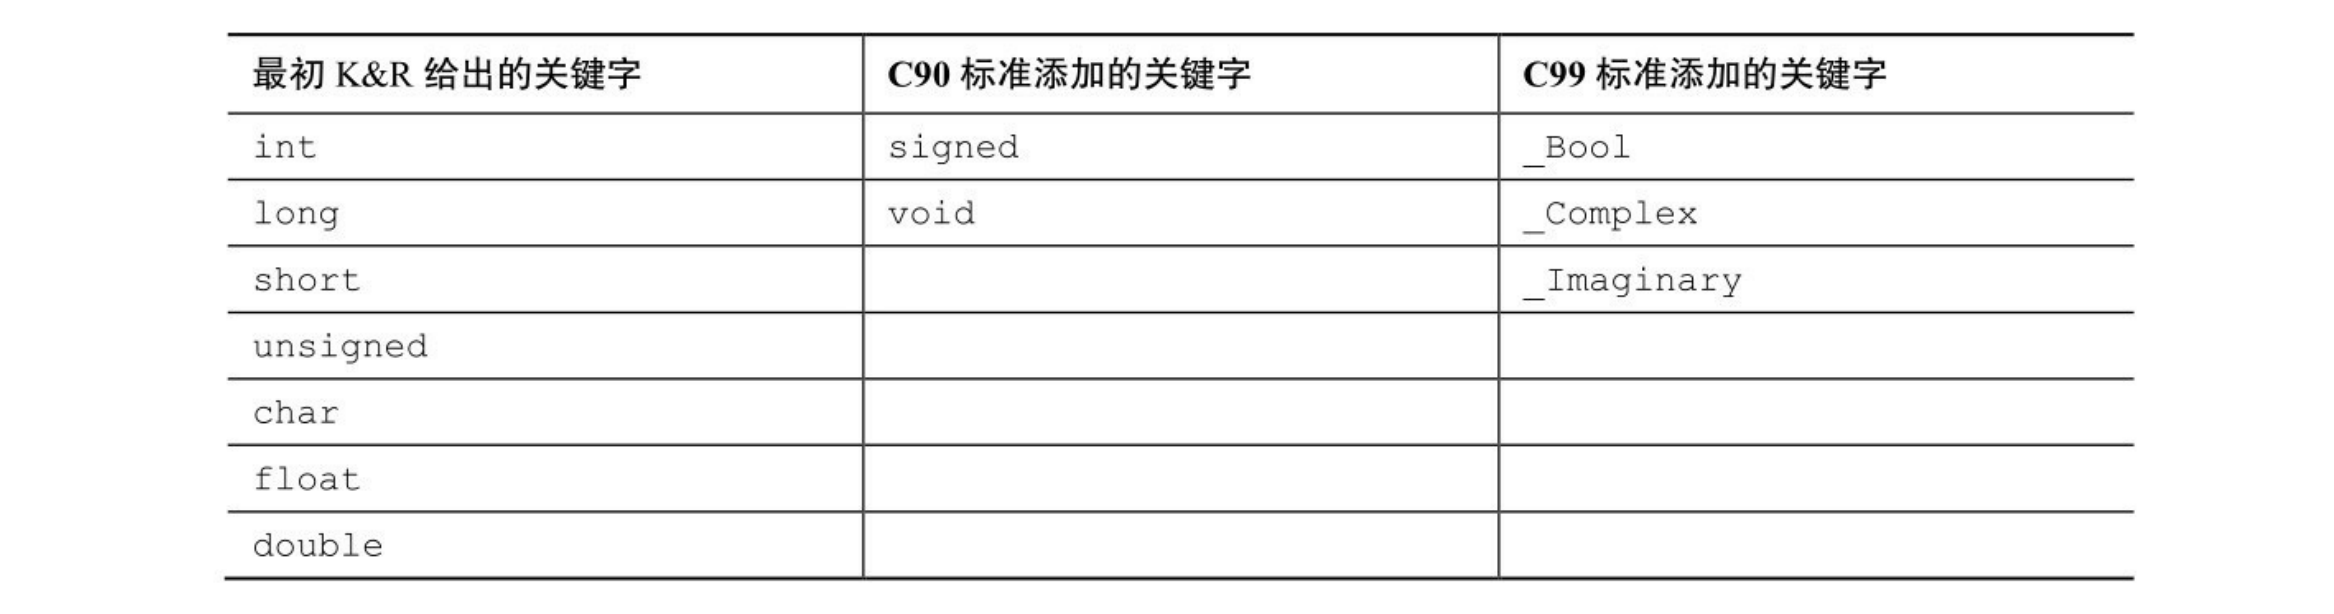 最初 K&R 给出的关键字 C90 标准添加的关键字 C99 标准添加的关键字
int signed _Bool
long void _Complex
short _Imaginary
unsigned
char
float
double